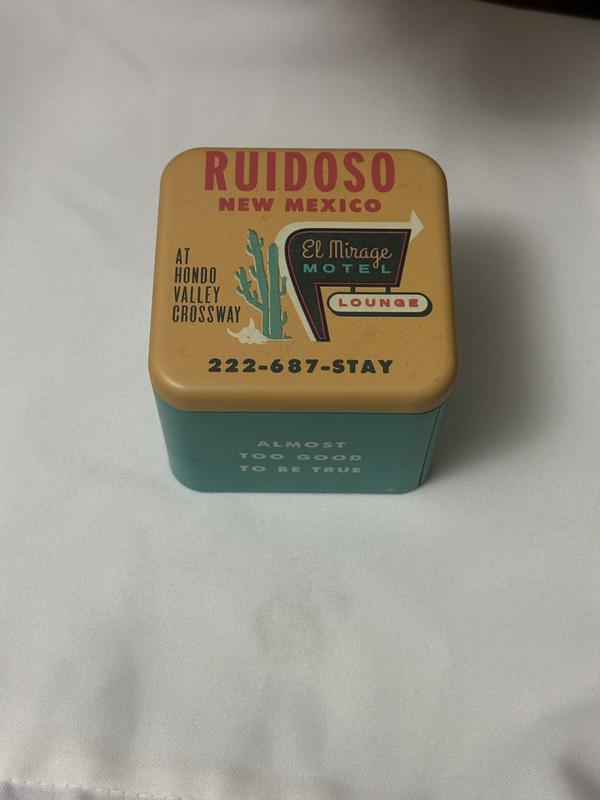 RUIDOSO
NEW MEXICO
AT
HONDO
VALLEY
CROSSWAY
El Mirage
MOTEL
LOUNGE
222-687-STAY
ALMOST
TOO GOOD
TO BE TRUE